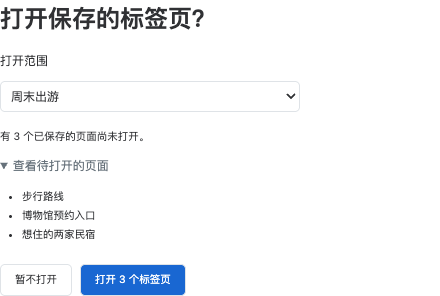 打开保存的标签页?
打开范围
周末出游
有 3 个已保存的页面尚未打开。
查看待打开的页面
步行路线
博物馆预约入口
想住的两家民宿
暂不打开
打开 3 个标签页